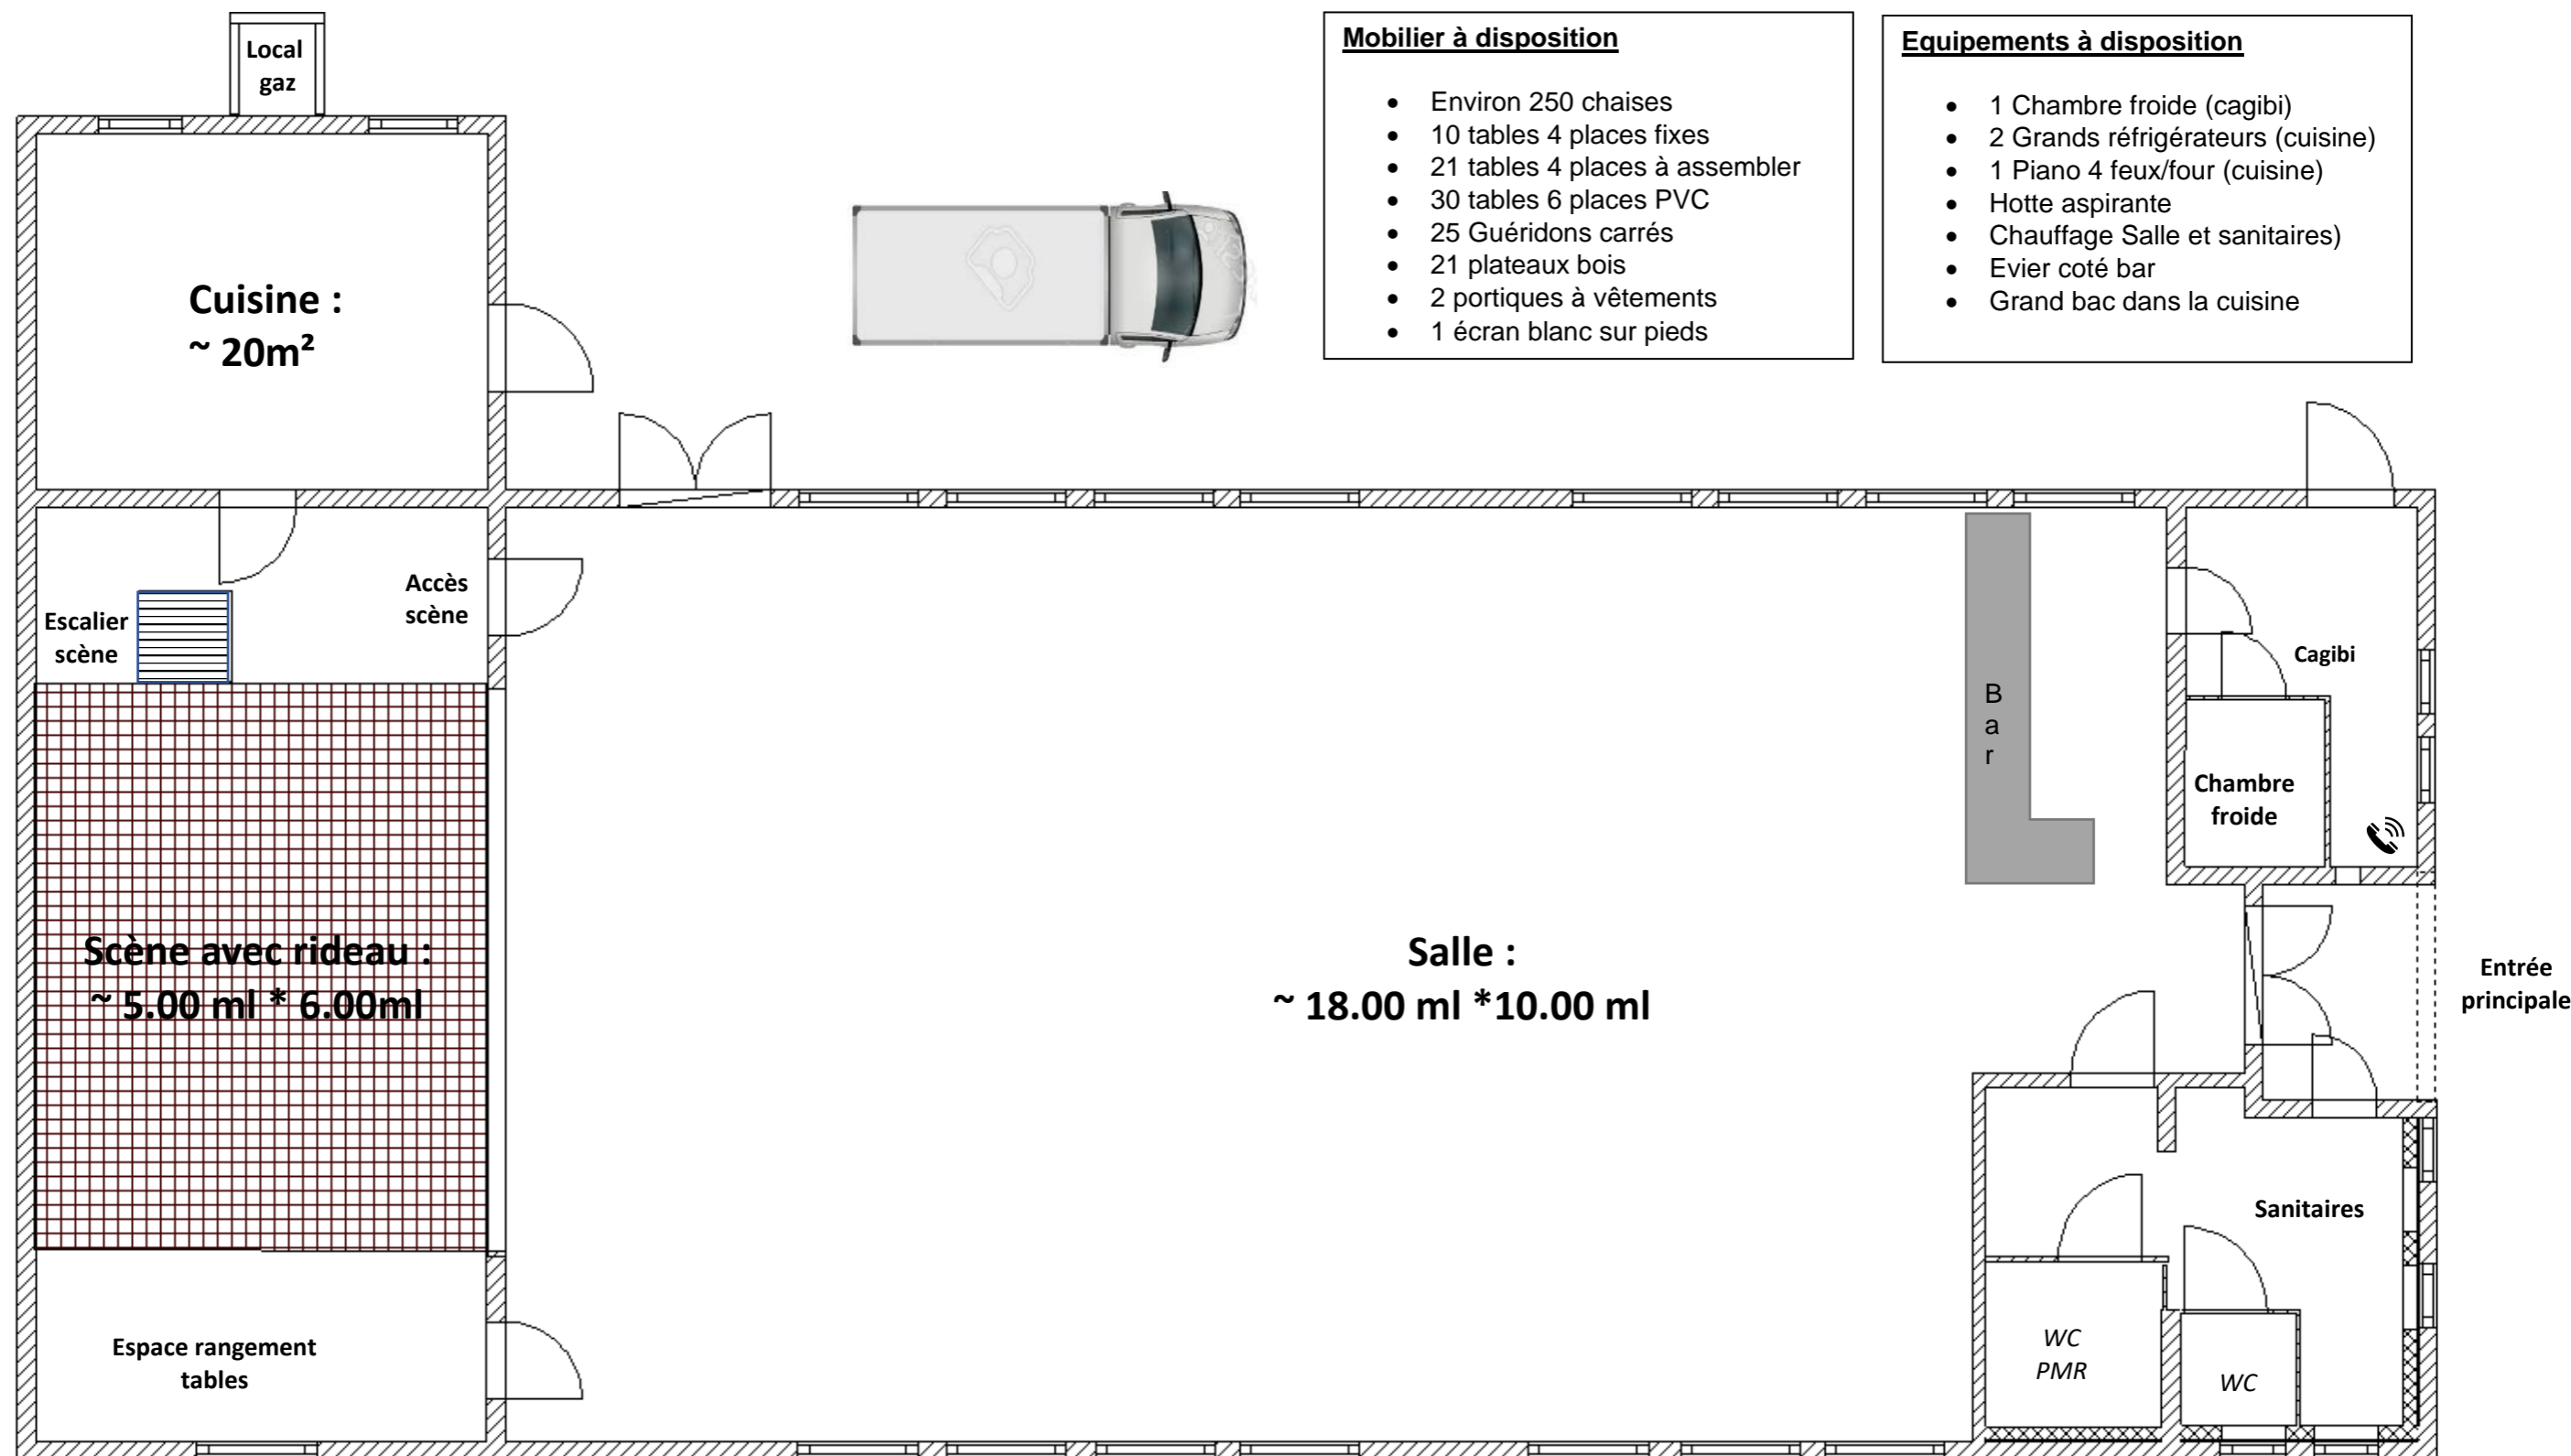 Local
gaz
Mobilier à disposition
• Environ 250 chaises
• 10 tables 4 places fixes
• 21 tables 4 places à assembler
• 30 tables 6 places PVC
• 25 Guéridons carrés
• 21 plateaux bois
• 2 portiques à vêtements
• 1 écran blanc sur pieds
Equipements à disposition
• 1 Chambre froide (cagibi)
• 2 Grands réfrigérateurs (cuisine)
• 1 Piano 4 feux/four (cuisine)
• Hotte aspirante
• Chauffage Salle et sanitaires)
• Evier coté bar
• Grand bac dans la cuisine
Cuisine :
~ 20m²
Accès
scène
Escalier
scène
Cagibi
B
a
r
Chambre
froide
Scène avec rideau :
~ 5.00 ml * 6.00ml
Salle :
~ 18.00 ml *10.00 ml
Entrée
principale
Sanitaires
Espace rangement
tables
WC
PMR
WC